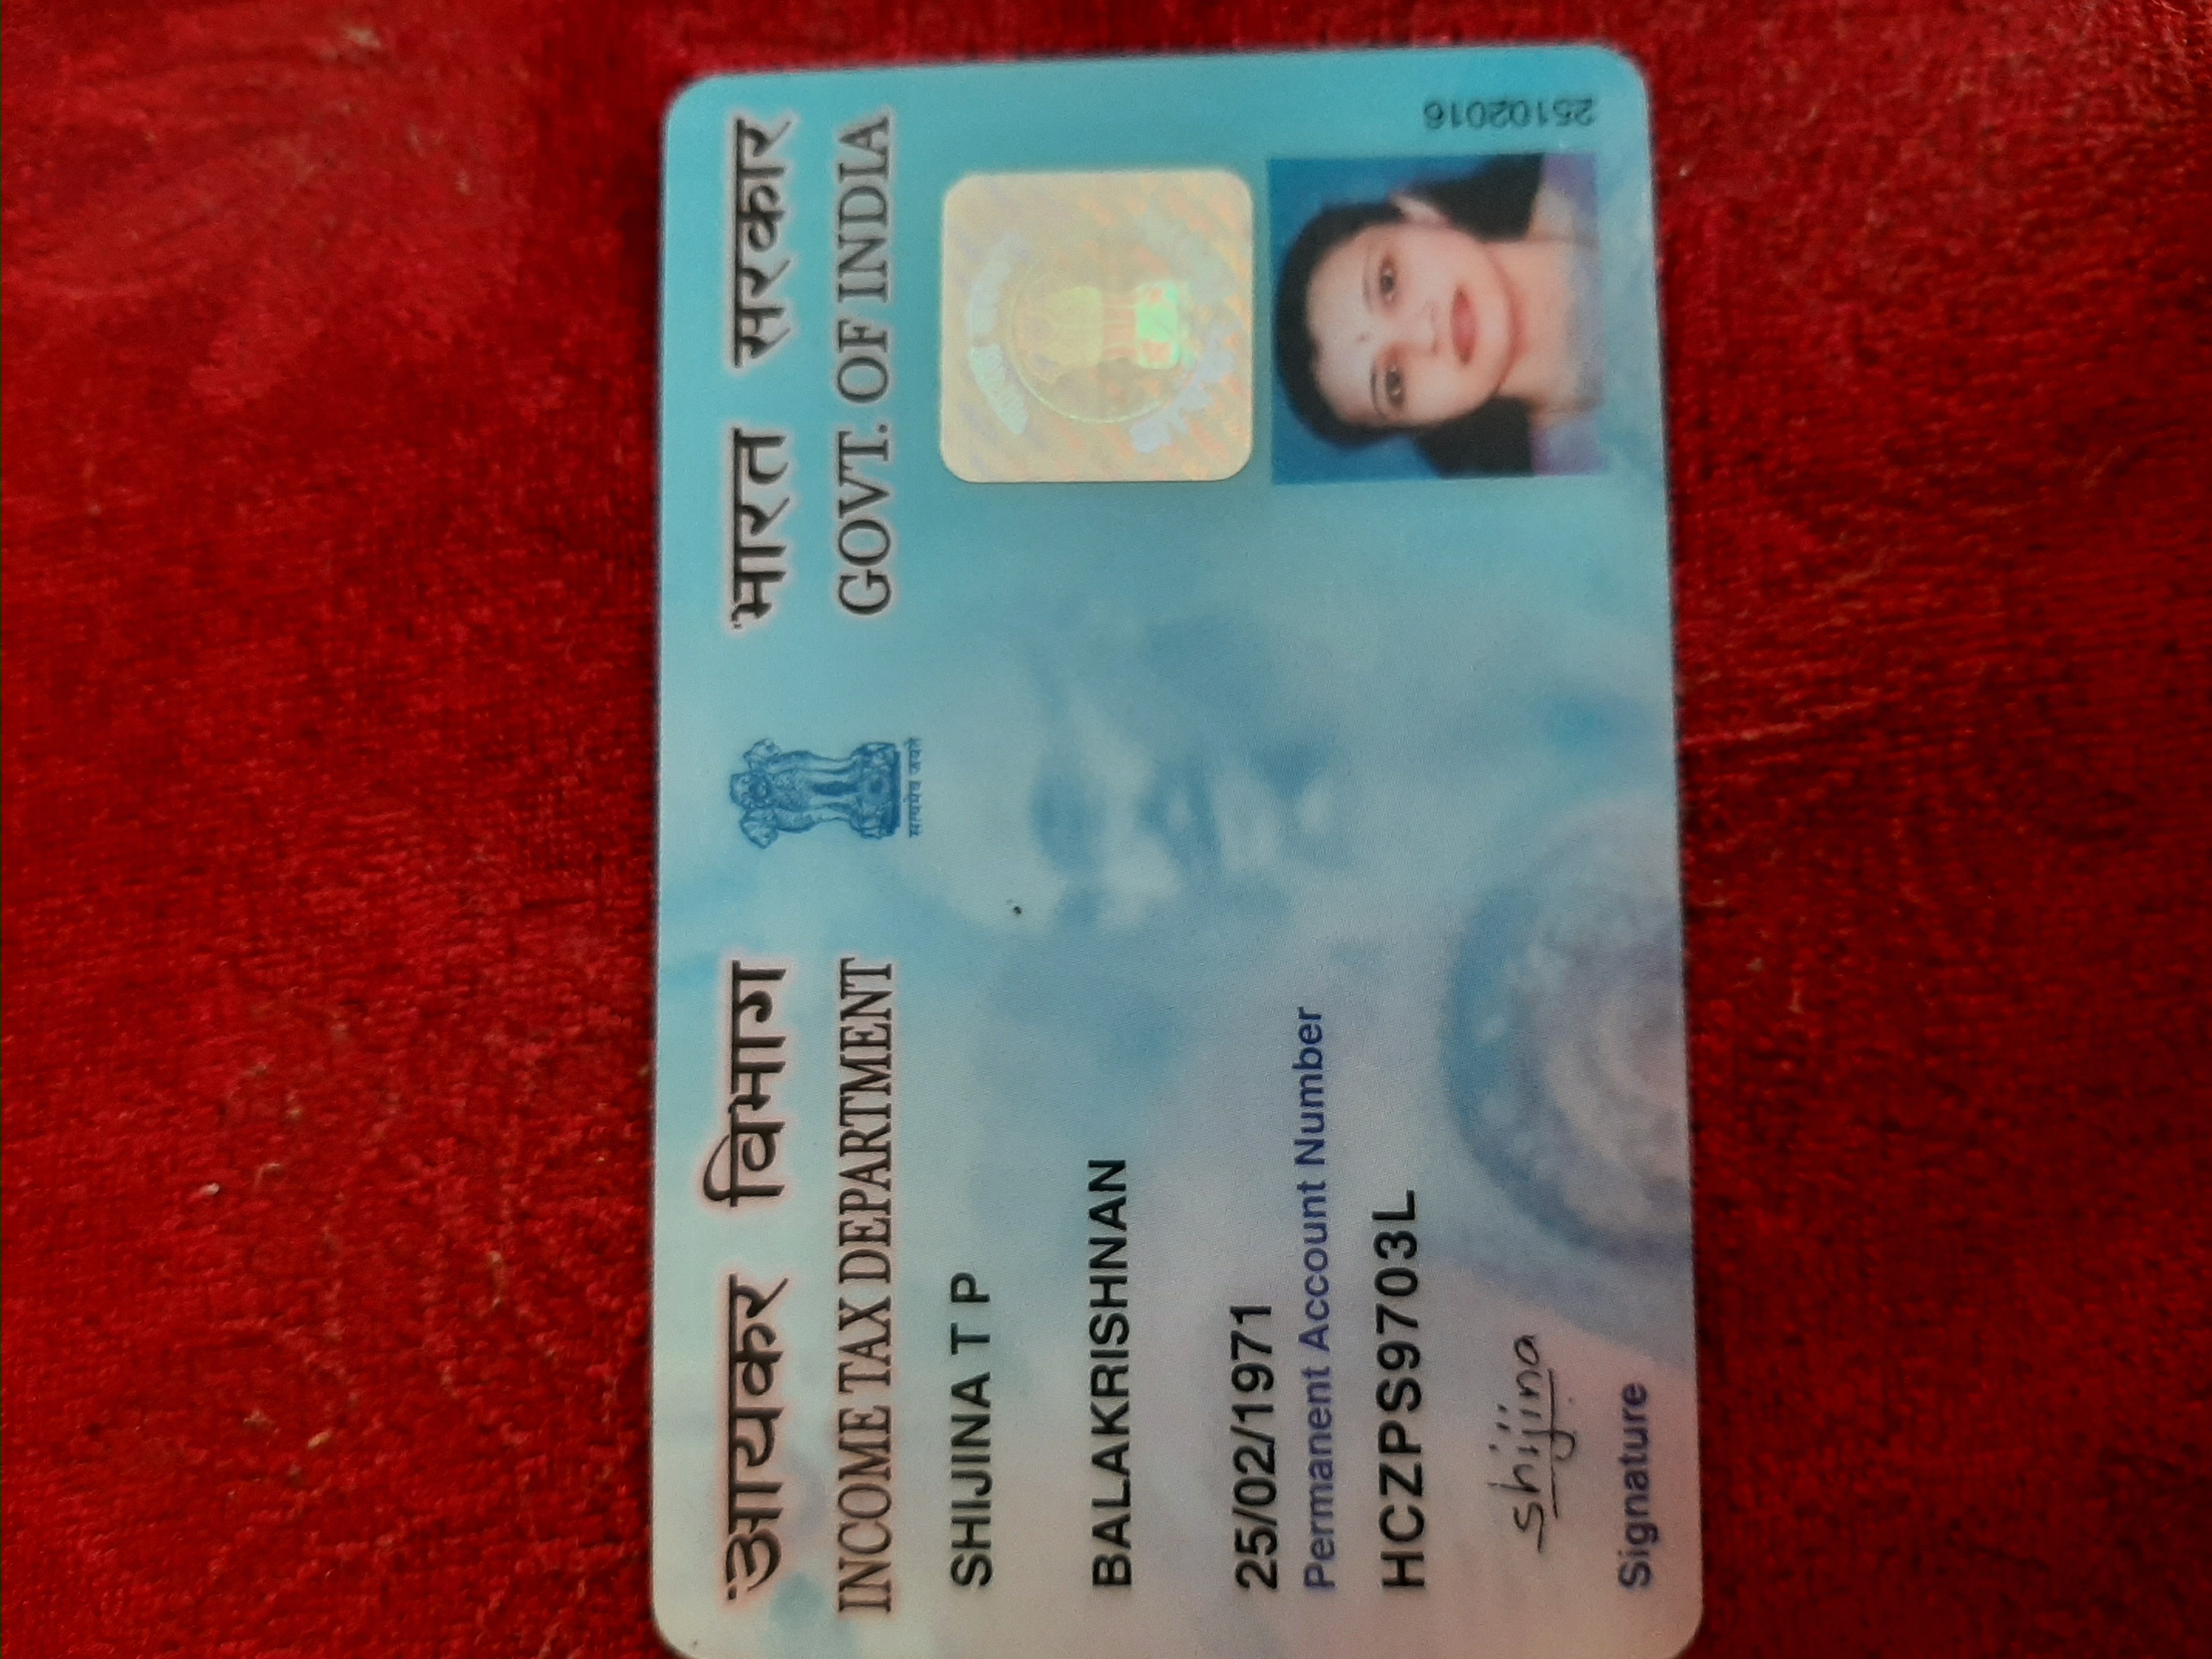 आयकर विभाग
INCOME TAX DEPARTMENT
भारत सरकार
GOVT. OF INDIA
सत्यमेव जयते
SHIJINA T P
BALAKRISHNAN
25/02/1971
Permanent Account Number
HCZPS9703L
shijina
Signature
25102016